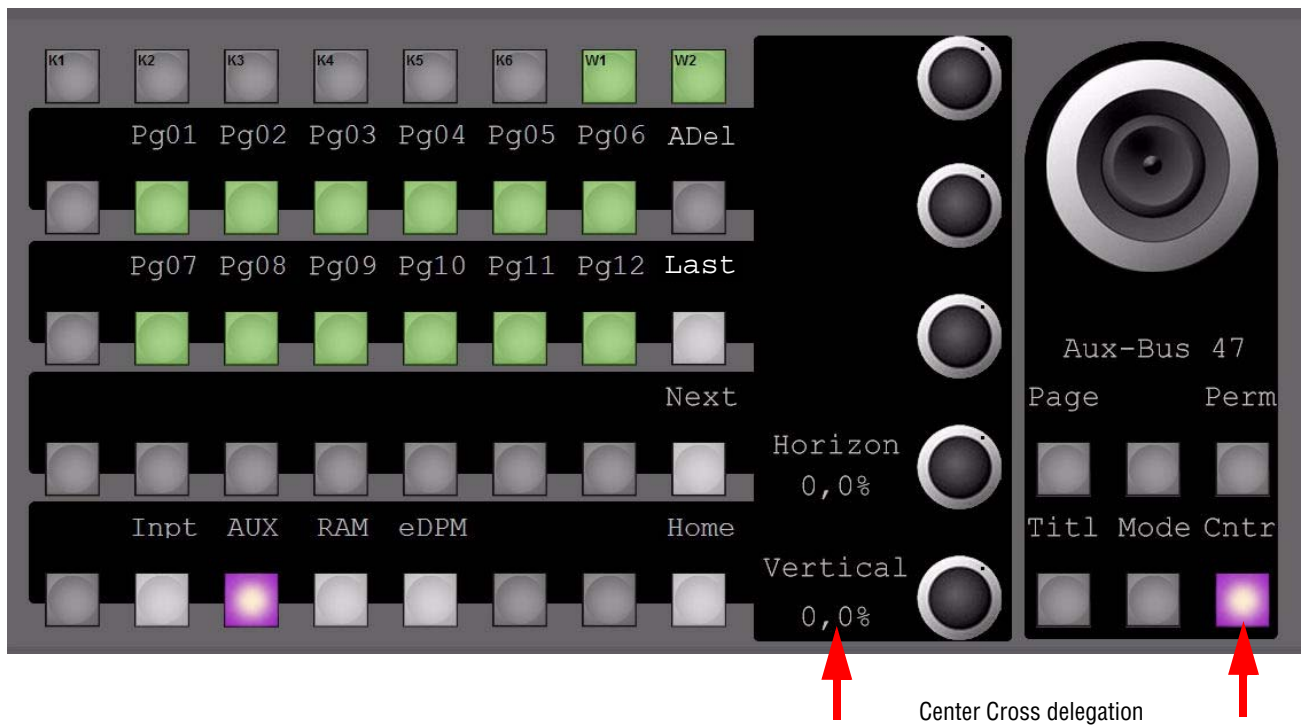 K1 K2 K3 K4 K5 K6 W1 W2
Pg01 Pg02 Pg03 Pg04 Pg05 Pg06 ADel
Pg07 Pg08 Pg09 Pg10 Pg11 Pg12 Last
Next
Inpt AUX RAM eDPM Home
Horizon
0,0%
Vertical
0,0%
Aux-Bus 47
Page Perm
Titl Mode Cntr
Center Cross delegation